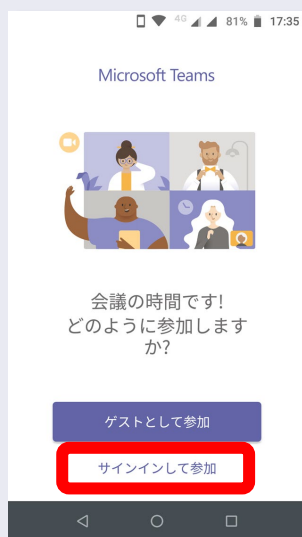 4G 81% 17:35
Microsoft Teams
会議の時間です!
どのように参加します
か?
ゲストとして参加
サインインして参加